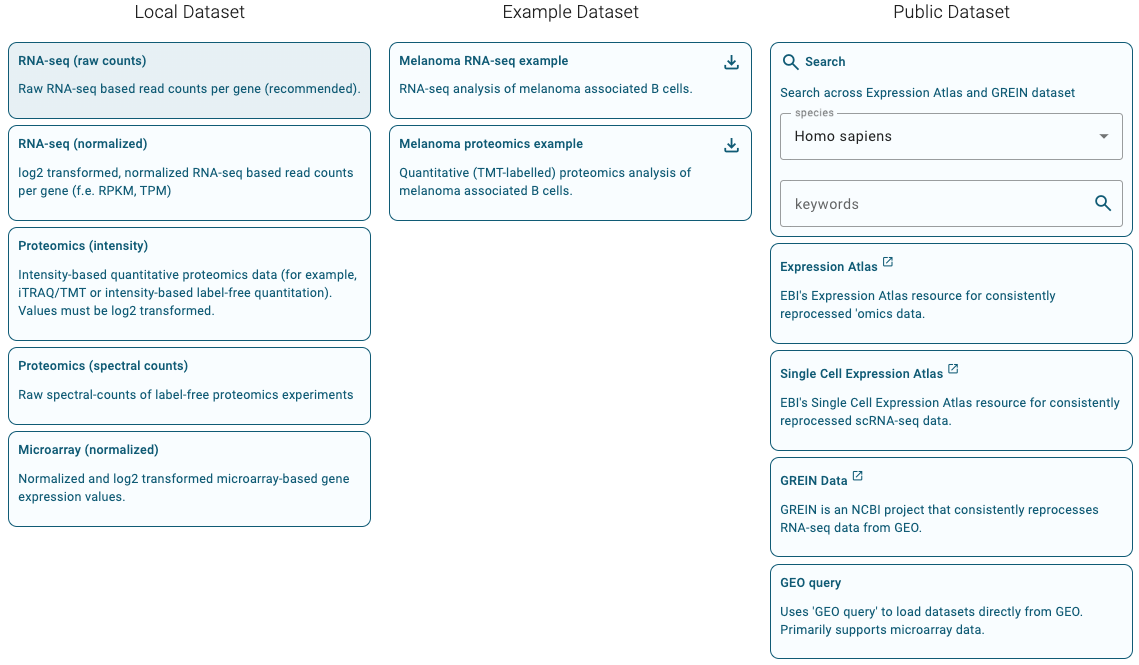 Local Dataset
RNA-seq (raw counts)
Raw RNA-seq based read counts per gene (recommended).
RNA-seq (normalized)
log2 transformed, normalized RNA-seq based read counts
per gene (f.e. RPKM, TPM)
Proteomics (intensity)
Intensity-based quantitative proteomics data (for example,
iTRAQ/TMT or intensity-based label-free quantitation).
Values must be log2 transformed.
Proteomics (spectral counts)
Raw spectral-counts of label-free proteomics experiments
Microarray (normalized)
Normalized and log2 transformed microarray-based gene
expression values.
Example Dataset
Melanoma RNA-seq example
RNA-seq analysis of melanoma associated B cells.
Melanoma proteomics example
Quantitative (TMT-labelled) proteomics analysis of
melanoma associated B cells.
Public Dataset
Search
Search across Expression Atlas and GREIN dataset
species
Homo sapiens
keywords
Expression Atlas
EBI's Expression Atlas resource for consistently
reprocessed 'omics data.
Single Cell Expression Atlas
EBI's Single Cell Expression Atlas resource for consistently
reprocessed scRNA-seq data.
GREIN Data
GREIN is an NCBI project that consistently reprocesses
RNA-seq data from GEO.
GEO query
Uses 'GEO query' to load datasets directly from GEO.
Primarily supports microarray data.